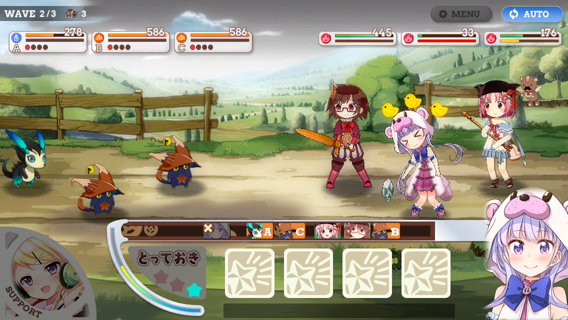 WAVE 2/3 3
MENU
AUTO
278
A
586
B
586
C
445
33
176
A C B
とっておき
SUPPORT